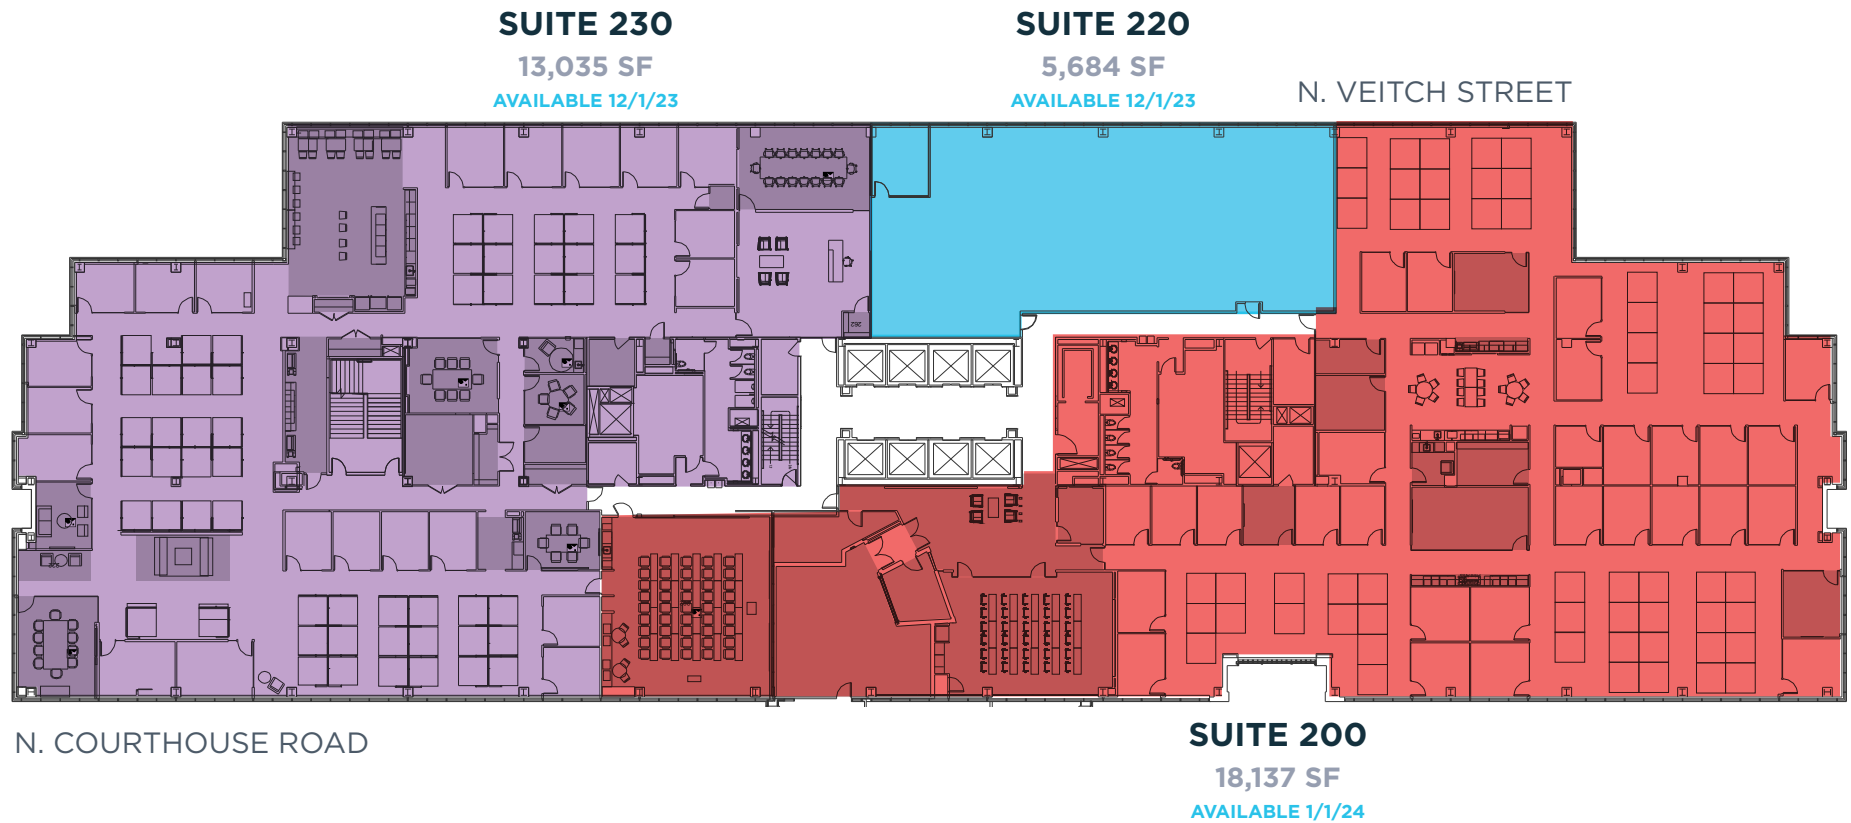 SUITE 230
13,035 SF
AVAILABLE 12/1/23
SUITE 220
5,684 SF
AVAILABLE 12/1/23
N. VEITCH STREET
262
N. COURTHOUSE ROAD
SUITE 200
18,137 SF
AVAILABLE 1/1/24